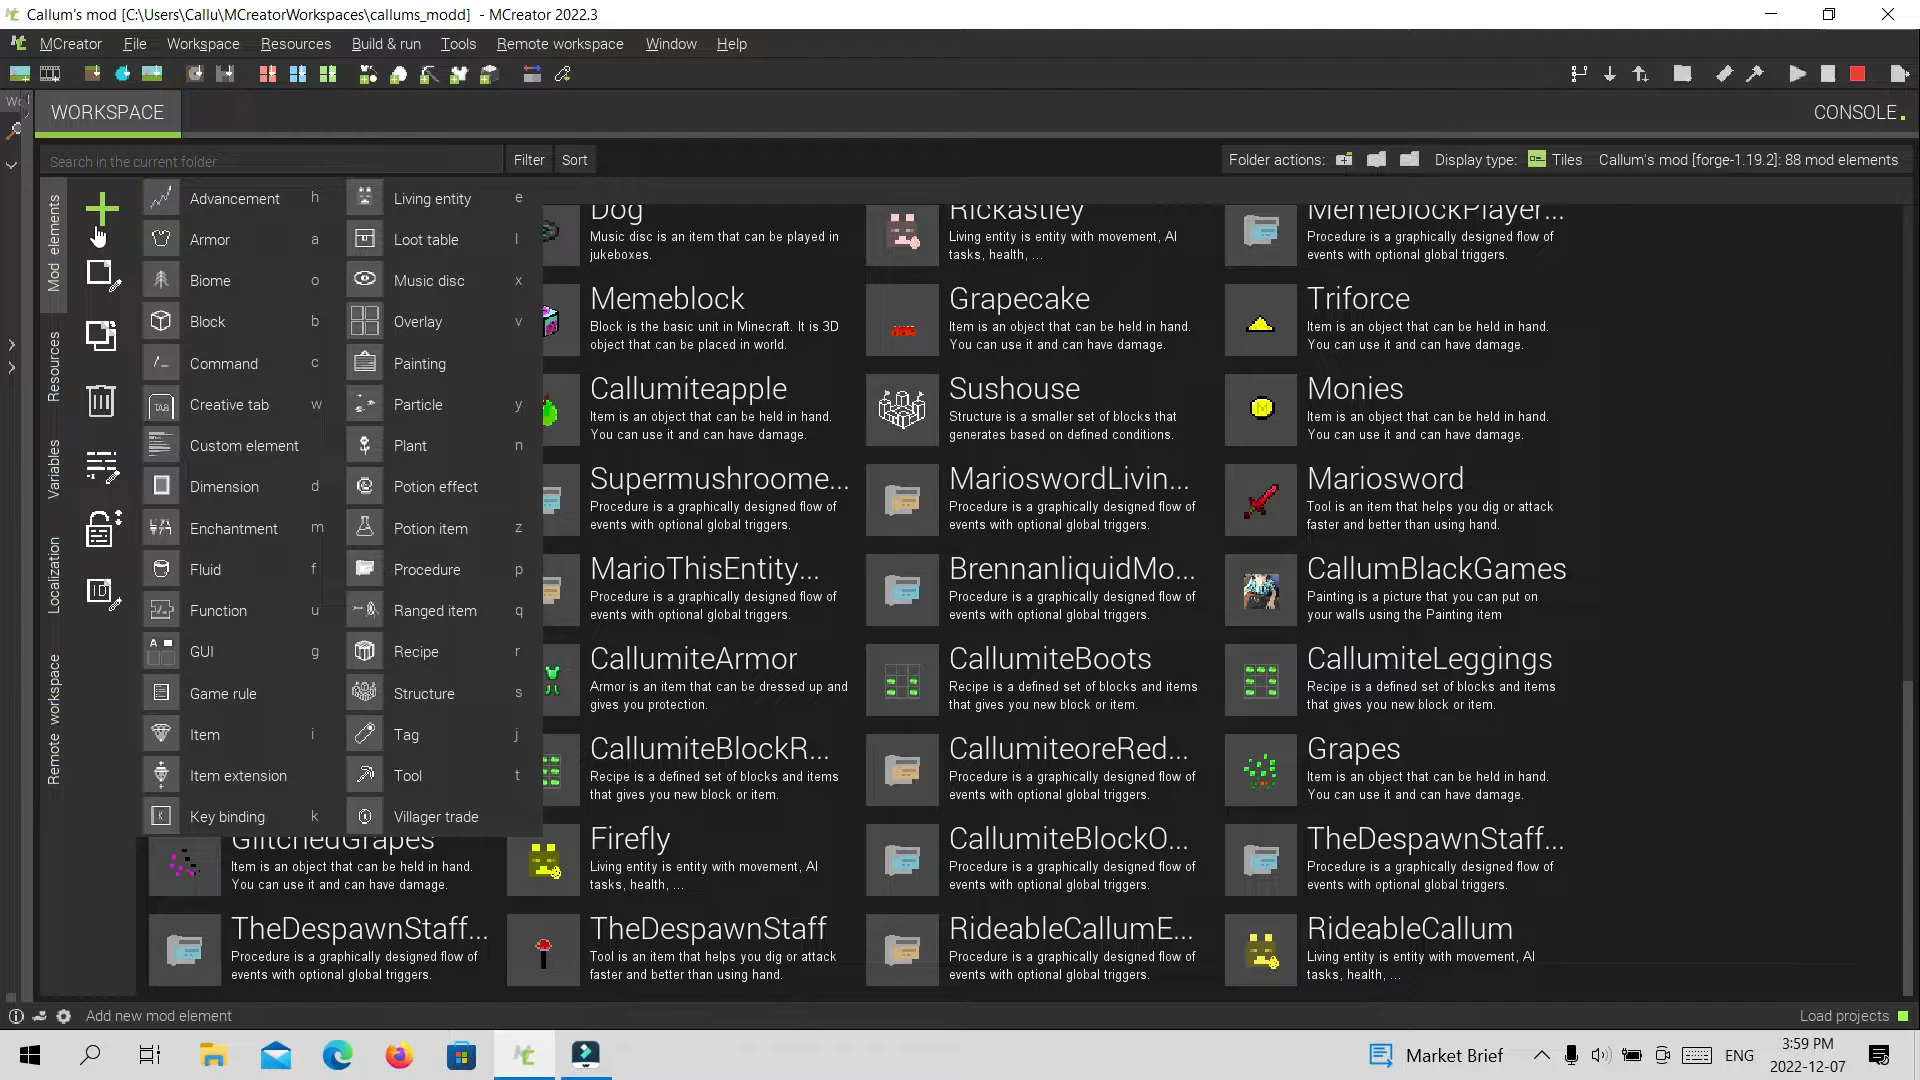 Callum's mod [C:\Users\Callu\MCreatorWorkspaces\callums_modd] - MCreator 2022.3
MCreator File Workspace Resources Build & run Tools Remote workspace Window Help
WORKSPACE
CONSOLE
Search in the current folder
Filter
Sort
Folder actions:
Display type:
Tiles
Callum's mod [forge-1.19.2]: 88 mod elements
Mod elements
Resources
Variables
Localization
Remote workspace
Advancement h
Armor a
Biome o
Block b
Command c
Creative tab w
Custom element
Dimension d
Enchantment m
Fluid f
Function u
GUI g
Game rule
Item i
Item extension
Key binding k
Living entity e
Loot table l
Music disc x
Overlay v
Painting
Particle y
Plant n
Potion effect
Potion item z
Procedure p
Ranged item q
Recipe r
Structure s
Tag j
Tool t
Villager trade
Dog
Music disc is an item that can be played in
jukeboxes.
Rickastley
Living entity is entity with movement, AI
tasks, health, ...
MemeblockPlayer...
Procedure is a graphically designed flow of
events with optional global triggers.
Memeblock
Block is the basic unit in Minecraft. It is 3D
object that can be placed in world.
Grapecake
Item is an object that can be held in hand.
You can use it and can have damage.
Triforce
Item is an object that can be held in hand.
You can use it and can have damage.
Callumiteapple
Item is an object that can be held in hand.
You can use it and can have damage.
Sushouse
Structure is a smaller set of blocks that
generates based on defined conditions.
Monies
Item is an object that can be held in hand.
You can use it and can have damage.
Supermushroome...
Procedure is a graphically designed flow of
events with optional global triggers.
MarioswordLivin...
Procedure is a graphically designed flow of
events with optional global triggers.
Mariosword
Tool is an item that helps you dig or attack
faster and better than using hand.
MarioThisEntity...
Procedure is a graphically designed flow of
events with optional global triggers.
BrennanliquidMo...
Procedure is a graphically designed flow of
events with optional global triggers.
CallumBlackGames
Painting is a picture that you can put on
your walls using the Painting item
CallumiteArmor
Armor is an item that can be dressed up and
gives you protection.
CallumiteBoots
Recipe is a defined set of blocks and items
that gives you new block or item.
CallumiteLeggings
Recipe is a defined set of blocks and items
that gives you new block or item.
CallumiteBlockR...
Recipe is a defined set of blocks and items
that gives you new block or item.
CallumiteoreRed...
Procedure is a graphically designed flow of
events with optional global triggers.
Grapes
Item is an object that can be held in hand.
You can use it and can have damage.
GlitchedGrapes
Item is an object that can be held in hand.
You can use it and can have damage.
Firefly
Living entity is entity with movement, AI
tasks, health, ...
CallumiteBlockO...
Procedure is a graphically designed flow of
events with optional global triggers.
TheDespawnStaff...
Procedure is a graphically designed flow of
events with optional global triggers.
TheDespawnStaff...
Procedure is a graphically designed flow of
events with optional global triggers.
TheDespawnStaff
Tool is an item that helps you dig or attack
faster and better than using hand.
RideableCallumE...
Procedure is a graphically designed flow of
events with optional global triggers.
RideableCallum
Living entity is entity with movement, AI
tasks, health, ...
Add new mod element
Load projects
Market Brief
ENG
3:59 PM
2022-12-07